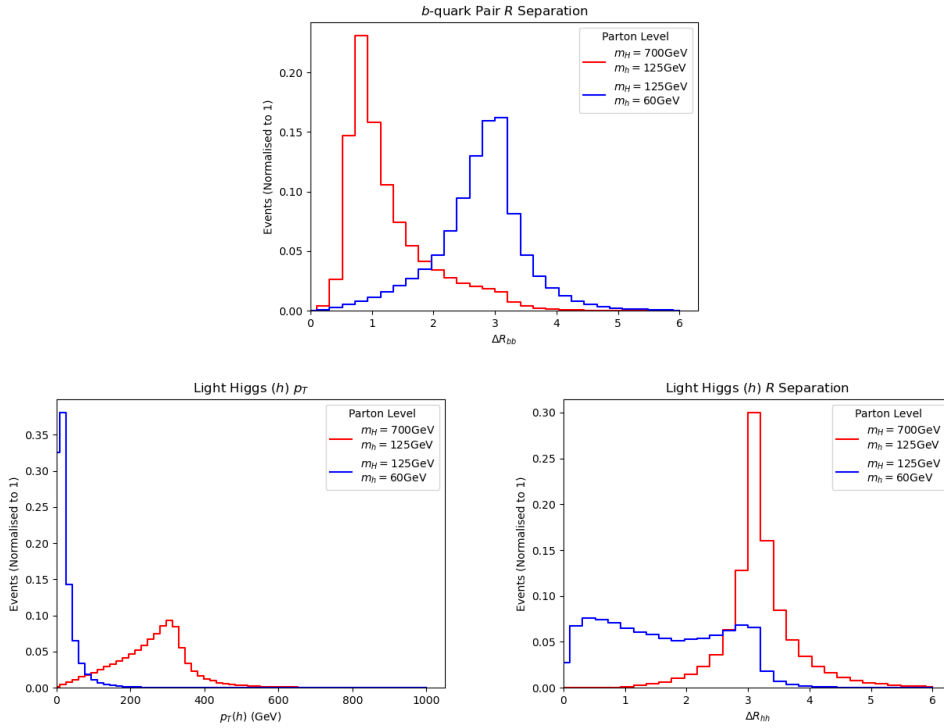 b-quark Pair R Separation
Events (Normalised to 1)
0.20
0.15
0.10
0.05
0.00
Parton Level
m_H = 700GeV
m_h = 125GeV
m_H = 125GeV
m_h = 60GeV
0 1 2 3 4 5 6
ΔR_bb
Light Higgs (h) p_T
Events (Normalised to 1)
0.35
0.30
0.25
0.20
0.15
0.10
0.05
0.00
Parton Level
m_H = 700GeV
m_h = 125GeV
m_H = 125GeV
m_h = 60GeV
0 200 400 600 800 1000
p_T(h) (GeV)
Light Higgs (h) R Separation
Events (Normalised to 1)
0.30
0.25
0.20
0.15
0.10
0.05
0.00
Parton Level
m_H = 700GeV
m_h = 125GeV
m_H = 125GeV
m_h = 60GeV
0 1 2 3 4 5 6
ΔR_hh